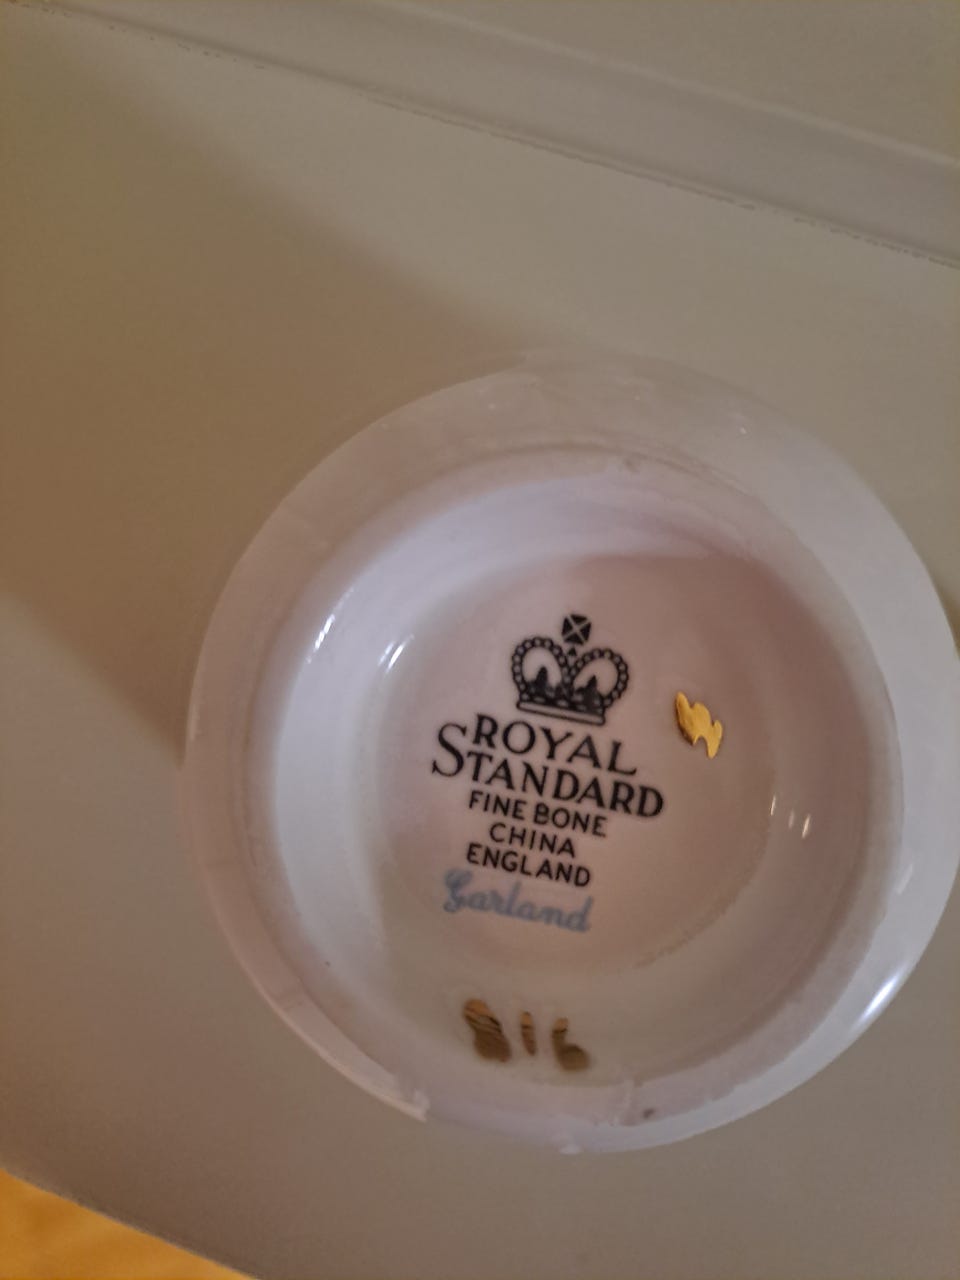 ROYAL
STANDARD
FINE BONE
CHINA
ENGLAND
Garland